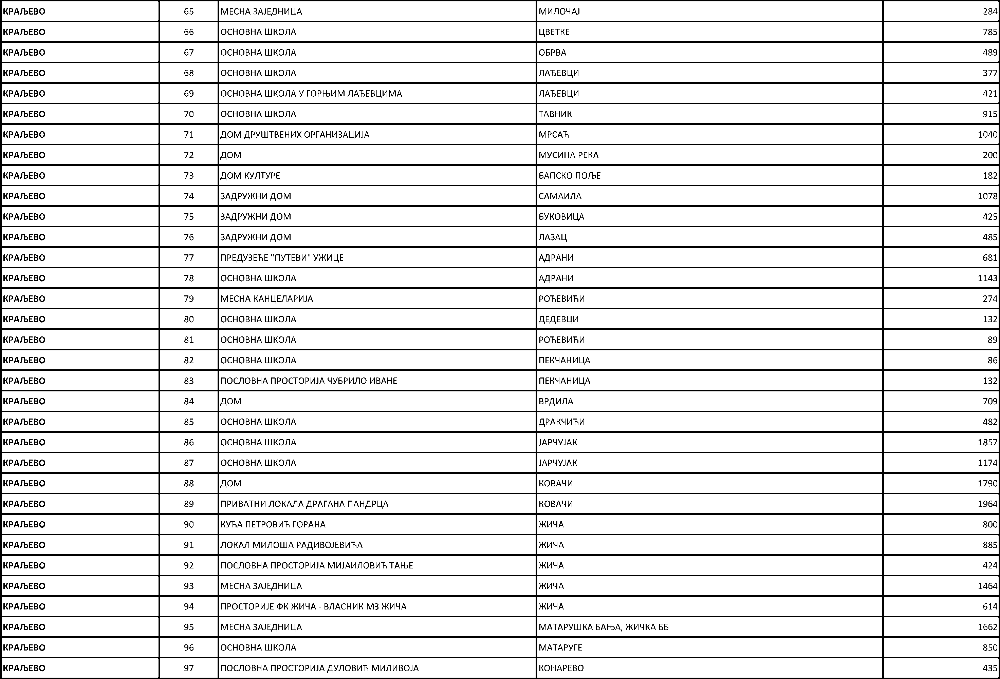 КРАЉЕВО 65 МЕСНА ЗАЈЕДНИЦА МИЛОЧАЈ 284
КРАЉЕВО 66 ОСНОВНА ШКОЛА ЦВЕТКЕ 785
КРАЉЕВО 67 ОСНОВНА ШКОЛА ОБРВА 489
КРАЉЕВО 68 ОСНОВНА ШКОЛА ЛАЂЕВЦИ 377
КРАЉЕВО 69 ОСНОВНА ШКОЛА У ГОРЊИМ ЛАЂЕВЦИМА ЛАЂЕВЦИ 421
КРАЉЕВО 70 ОСНОВНА ШКОЛА ТАВНИК 915
КРАЉЕВО 71 ДОМ ДРУШТВЕНИХ ОРГАНИЗАЦИЈА МРСАЋ 1040
КРАЉЕВО 72 ДОМ МУСИНА РЕКА 200
КРАЉЕВО 73 ДОМ КУЛТУРЕ БАПСКО ПОЉЕ 182
КРАЉЕВО 74 ЗАДРУЖНИ ДОМ САМАИЛА 1078
КРАЉЕВО 75 ЗАДРУЖНИ ДОМ БУКОВИЦА 425
КРАЉЕВО 76 ЗАДРУЖНИ ДОМ ЛАЗАЦ 485
КРАЉЕВО 77 ПРЕДУЗЕЋЕ "ПУТЕВИ" УЖИЦЕ АДРАНИ 681
КРАЉЕВО 78 ОСНОВНА ШКОЛА АДРАНИ 1143
КРАЉЕВО 79 МЕСНА КАНЦЕЛАРИЈА РОЋЕВИЋИ 274
КРАЉЕВО 80 ОСНОВНА ШКОЛА ДЕДЕВЦИ 132
КРАЉЕВО 81 ОСНОВНА ШКОЛА РОЋЕВИЋИ 89
КРАЉЕВО 82 ОСНОВНА ШКОЛА ПЕКЧАНИЦА 86
КРАЉЕВО 83 ПОСЛОВНА ПРОСТОРИЈА ЧУБРИЛО ИВАНЕ ПЕКЧАНИЦА 132
КРАЉЕВО 84 ДОМ ВРДИЛА 709
КРАЉЕВО 85 ОСНОВНА ШКОЛА ДРАКЧИЋИ 482
КРАЉЕВО 86 ОСНОВНА ШКОЛА ЈАРЧУЈАК 1857
КРАЉЕВО 87 ОСНОВНА ШКОЛА ЈАРЧУЈАК 1174
КРАЉЕВО 88 ДОМ КОВАЧИ 1790
КРАЉЕВО 89 ПРИВАТНИ ЛОКАЛА ДРАГАНА ПАНДРЦА КОВАЧИ 1964
КРАЉЕВО 90 КУЋА ПЕТРОВИЋ ГОРАНА ЖИЧА 800
КРАЉЕВО 91 ЛОКАЛ МИЛОША РАДИВОЈЕВИЋА ЖИЧА 885
КРАЉЕВО 92 ПОСЛОВНА ПРОСТОРИЈА МИЈАИЛОВИЋ ТАЊЕ ЖИЧА 424
КРАЉЕВО 93 МЕСНА ЗАЈЕДНИЦА ЖИЧА 1464
КРАЉЕВО 94 ПРОСТОРИЈЕ ФК ЖИЧА - ВЛАСНИК МЗ ЖИЧА ЖИЧА 614
КРАЉЕВО 95 МЕСНА ЗАЈЕДНИЦА МАТАРУШКА БАЊА, ЖИЧКА ББ 1662
КРАЉЕВО 96 ОСНОВНА ШКОЛА МАТАРУГЕ 850
КРАЉЕВО 97 ПОСЛОВНА ПРОСТОРИЈА ДУЛОВИЋ МИЛИВОЈА КОНАРЕВО 435